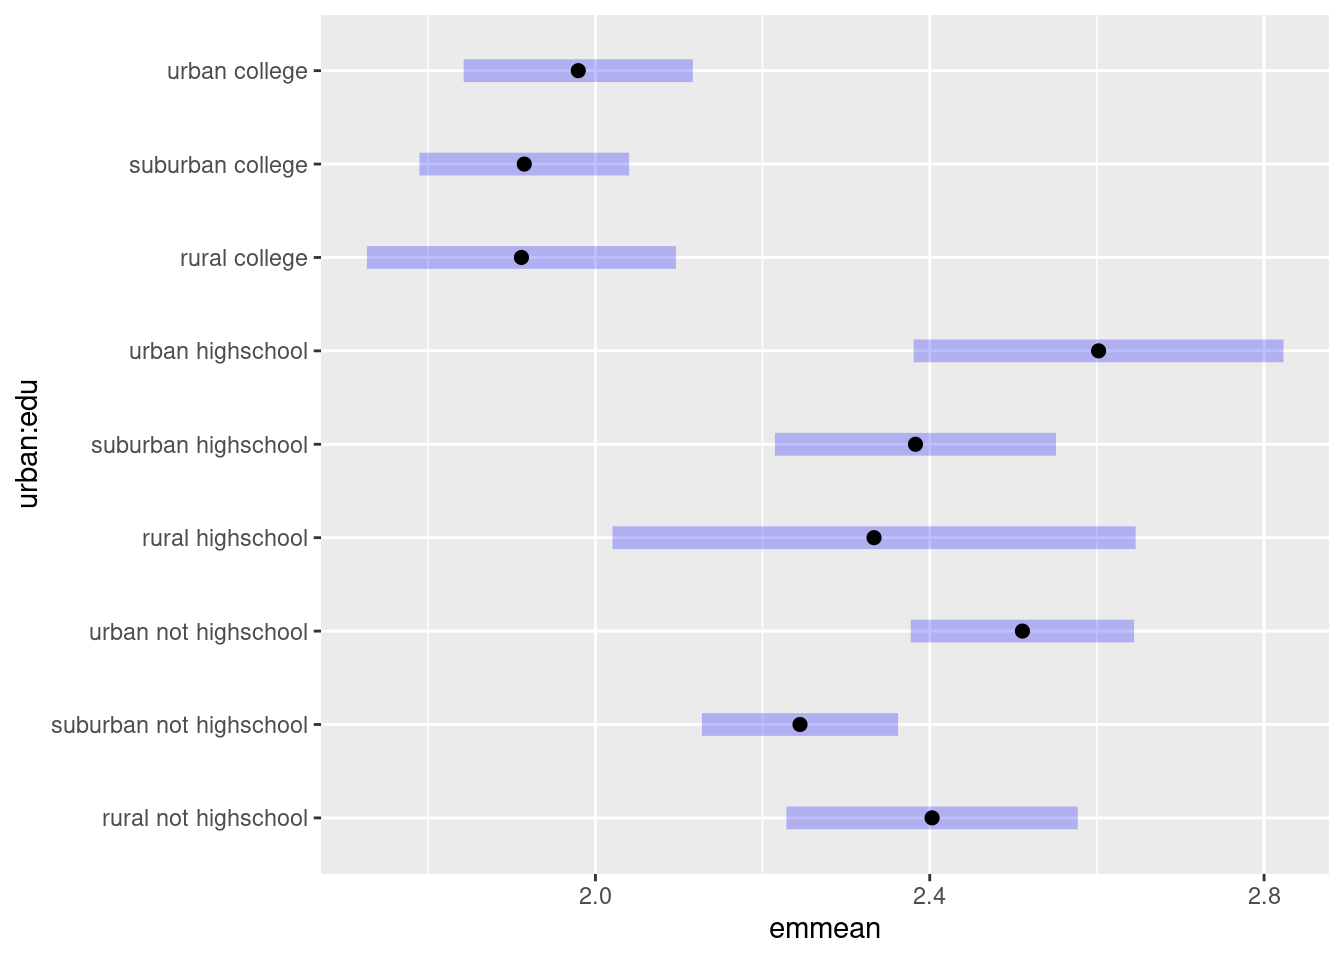 urban:edu
urban college
suburban college
rural college
urban highschool
suburban highschool
rural highschool
urban not highschool
suburban not highschool
rural not highschool
2.0 2.4 2.8
emmean